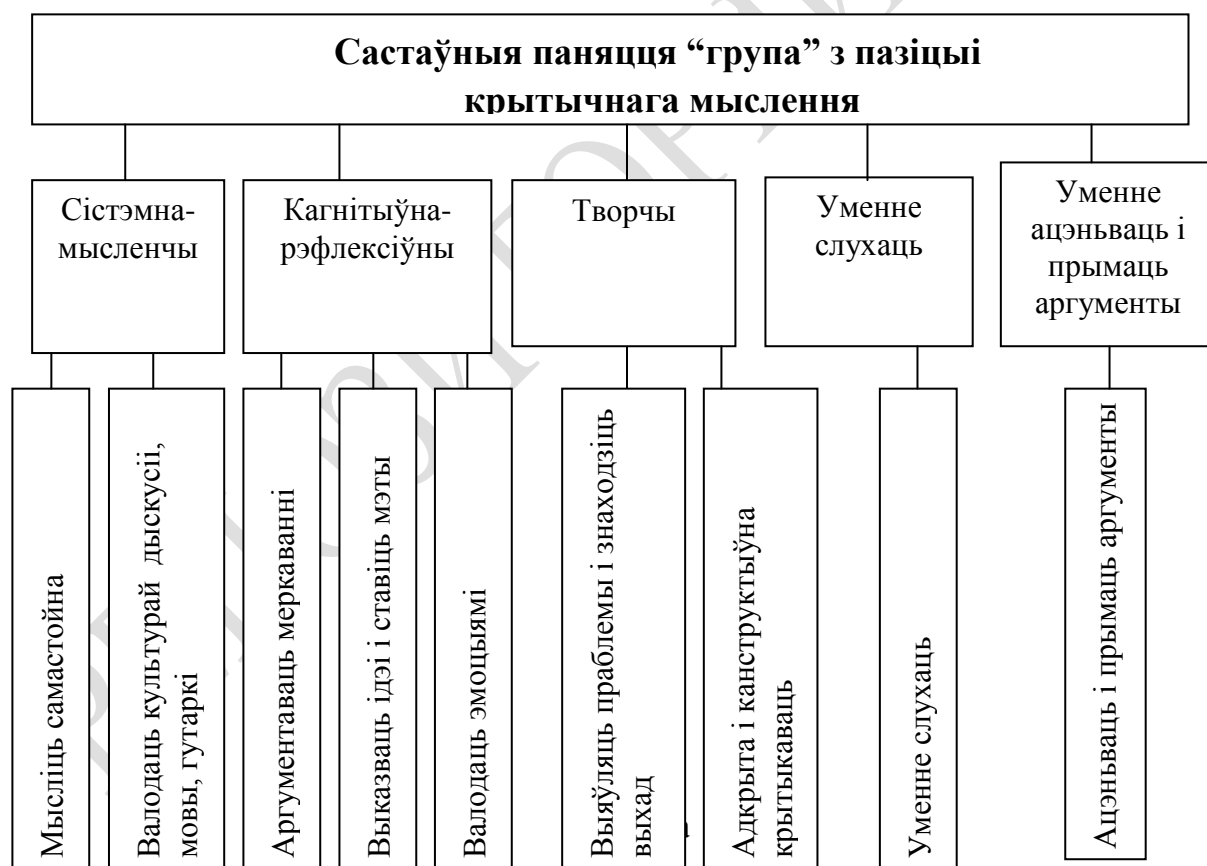 Састаўныя паняцця “група” з пазіцыі
крытычнага мыслення
Сістэмна-
мысленчы
Кагнітыўна-
рэфлексіўны
Творчы
Уменне
слухаць
Уменне
ацэньваць і
прымаць
аргументы
Мысліць самастойна
Валодаць культурай дыскусіі,
мовы, гутаркі
Аргументаваць меркаванні
Выказваць ідэі і ставіць мэты
Валодаць эмоцыямі
Выяўляць праблемы і знаходзіць
выхад
Адкрыта і канструктыўна
крытыкаваць
Уменне слухаць
Ацэньваць і прымаць аргументы